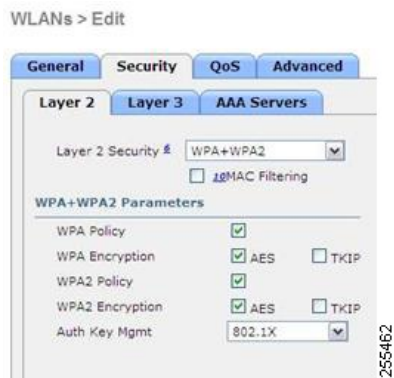 WLANs > Edit
General Security QoS Advanced
Layer 2 Layer 3 AAA Servers
Layer 2 Security 6 WPA+WPA2
10MAC Filtering
WPA+WPA2 Parameters
WPA Policy
WPA Encryption AES TKIP
WPA2 Policy
WPA2 Encryption AES TKIP
Auth Key Mgmt 802.1X
255462